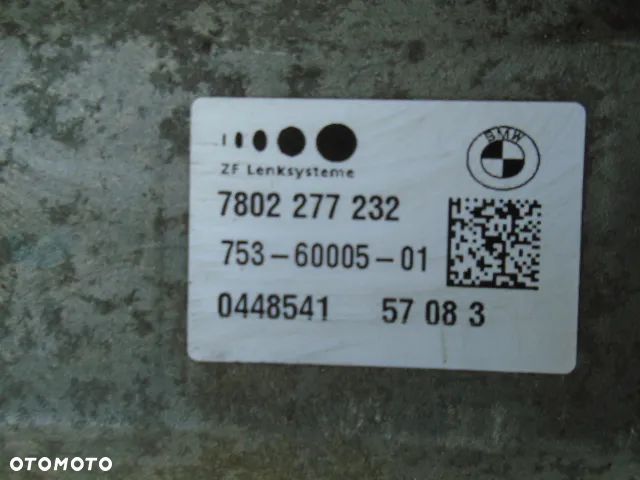 BMW
ZF Lenksysteme
7802 277 232
753-60005-01
0448541 57 08 3
OTOMOTO